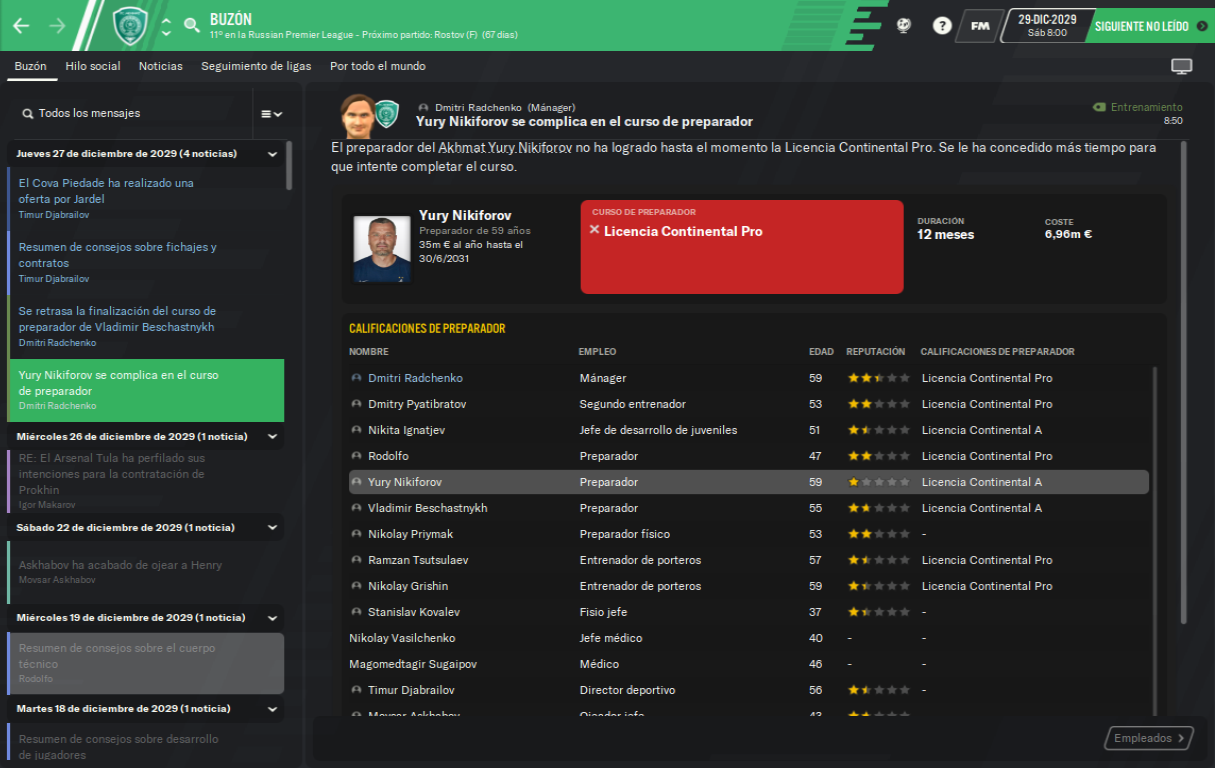 BUZÓN
11º en la Russian Premier League - Próximo partido: Rostov (F) (67 días)
?
FM
29-DIC-2029
Sáb 8:00
SIGUIENTE NO LEÍDO
Buzón
Hilo social
Noticias
Seguimiento de ligas
Por todo el mundo
Todos los mensajes
Jueves 27 de diciembre de 2029 (4 noticias)
El Cova Piedade ha realizado una
oferta por Jardel
Timur Djabrailov
Resumen de consejos sobre fichajes y
contratos
Timur Djabrailov
Se retrasa la finalización del curso de
preparador de Vladimir Beschastnykh
Dmitri Radchenko
Yury Nikiforov se complica en el curso
de preparador
Dmitri Radchenko
Miércoles 26 de diciembre de 2029 (1 noticia)
RE: El Arsenal Tula ha perfilado sus
intenciones para la contratación de
Prokhin
Igor Makarov
Sábado 22 de diciembre de 2029 (1 noticia)
Askhabov ha acabado de ojear a Henry
Movsar Askhabov
Miércoles 19 de diciembre de 2029 (1 noticia)
Resumen de consejos sobre el cuerpo
técnico
Rodolfo
Martes 18 de diciembre de 2029 (1 noticia)
Resumen de consejos sobre desarrollo
de jugadores
Dmitri Radchenko (Mánager)
Yury Nikiforov se complica en el curso de preparador
Entrenamiento
8:50
El preparador del Akhmat Yury Nikiforov no ha logrado hasta el momento la Licencia Continental Pro. Se le ha concedido más tiempo para
que intente completar el curso.
Yury Nikiforov
Preparador de 59 años
35m € al año hasta el
30/6/2031
CURSO DE PREPARADOR
Licencia Continental Pro
DURACIÓN
12 meses
COSTE
6,96m €
CALIFICACIONES DE PREPARADOR
NOMBRE EMPLEO EDAD REPUTACIÓN CALIFICACIONES DE PREPARADOR
Dmitri Radchenko Mánager 59 Licencia Continental Pro
Dmitry Pyatibratov Segundo entrenador 53 Licencia Continental Pro
Nikita Ignatjev Jefe de desarrollo de juveniles 51 Licencia Continental A
Rodolfo Preparador 47 Licencia Continental Pro
Yury Nikiforov Preparador 59 Licencia Continental A
Vladimir Beschastnykh Preparador 55 Licencia Continental A
Nikolay Priymak Preparador físico 53 -
Ramzan Tsutsulaev Entrenador de porteros 57 Licencia Continental Pro
Nikolay Grishin Entrenador de porteros 59 Licencia Continental Pro
Stanislav Kovalev Fisio jefe 37 -
Nikolay Vasilchenko Jefe médico 40 - -
Magomedtagir Sugaipov Médico 46 - -
Timur Djabrailov Director deportivo 56 -
Movsar Askhabov Ojeador jefe 43
Empleados